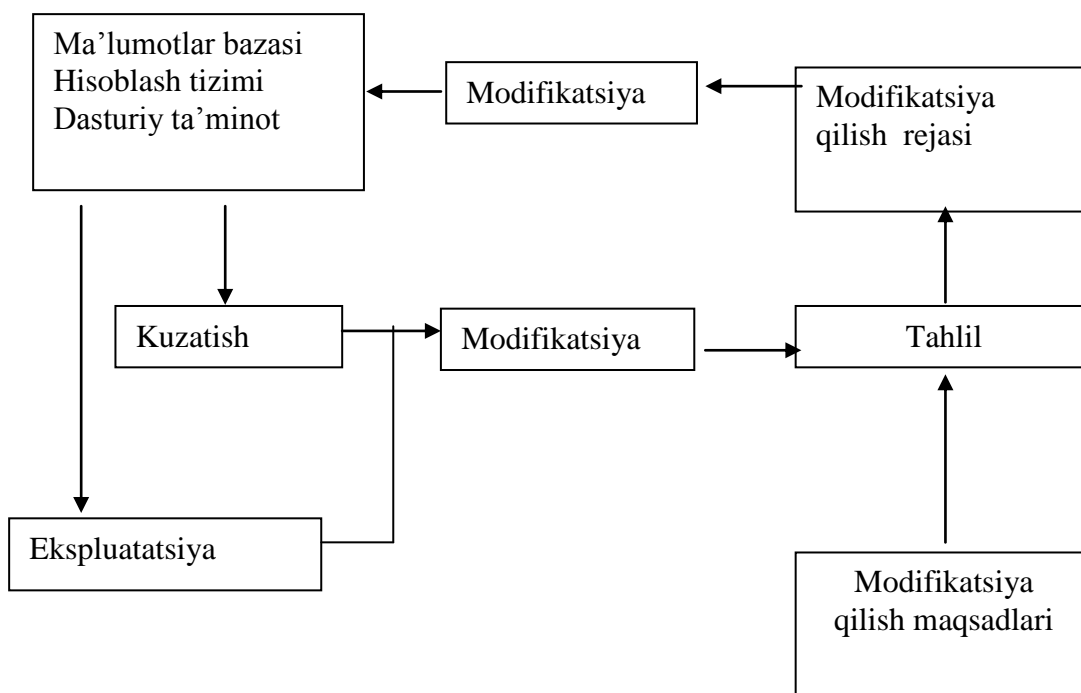 Ma’lumotlar bazasi
Hisoblash tizimi
Dasturiy ta’minot
Modifikatsiya
Modifikatsiya
qilish rejasi
Kuzatish
Modifikatsiya
Tahlil
Ekspluatatsiya
Modifikatsiya
qilish maqsadlari